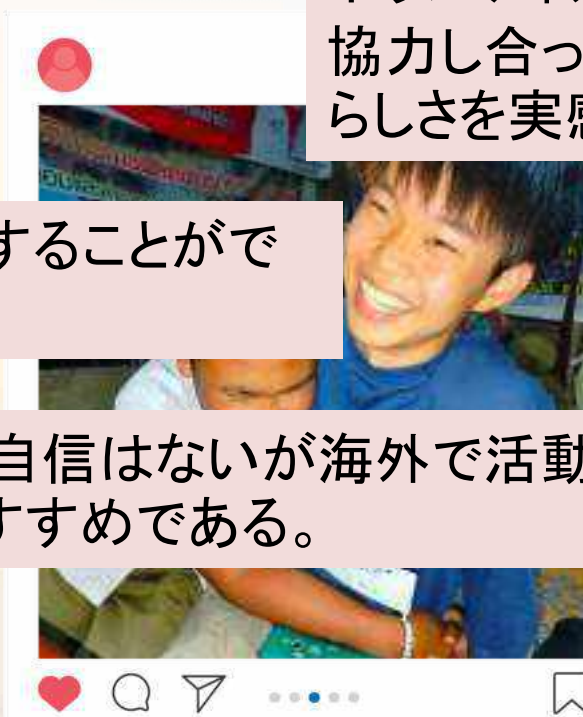 協力し合っ
らしさを実感
することがで
自信はないが海外で活動
すすめである。